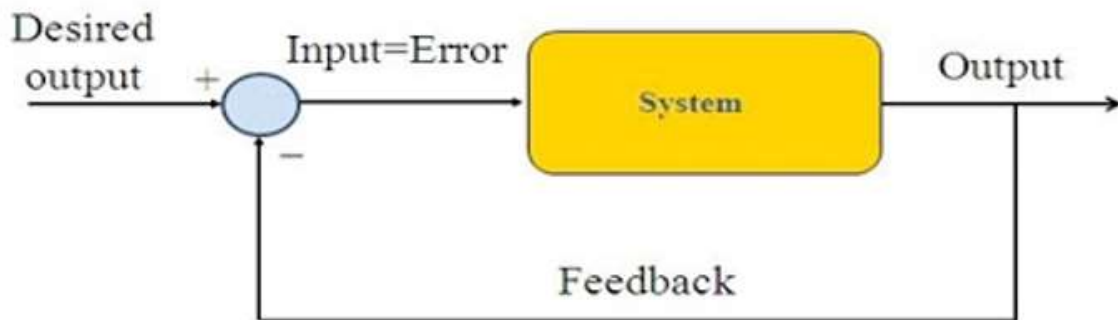 Desired
output
+
Input=Error
System
Output
−
Feedback